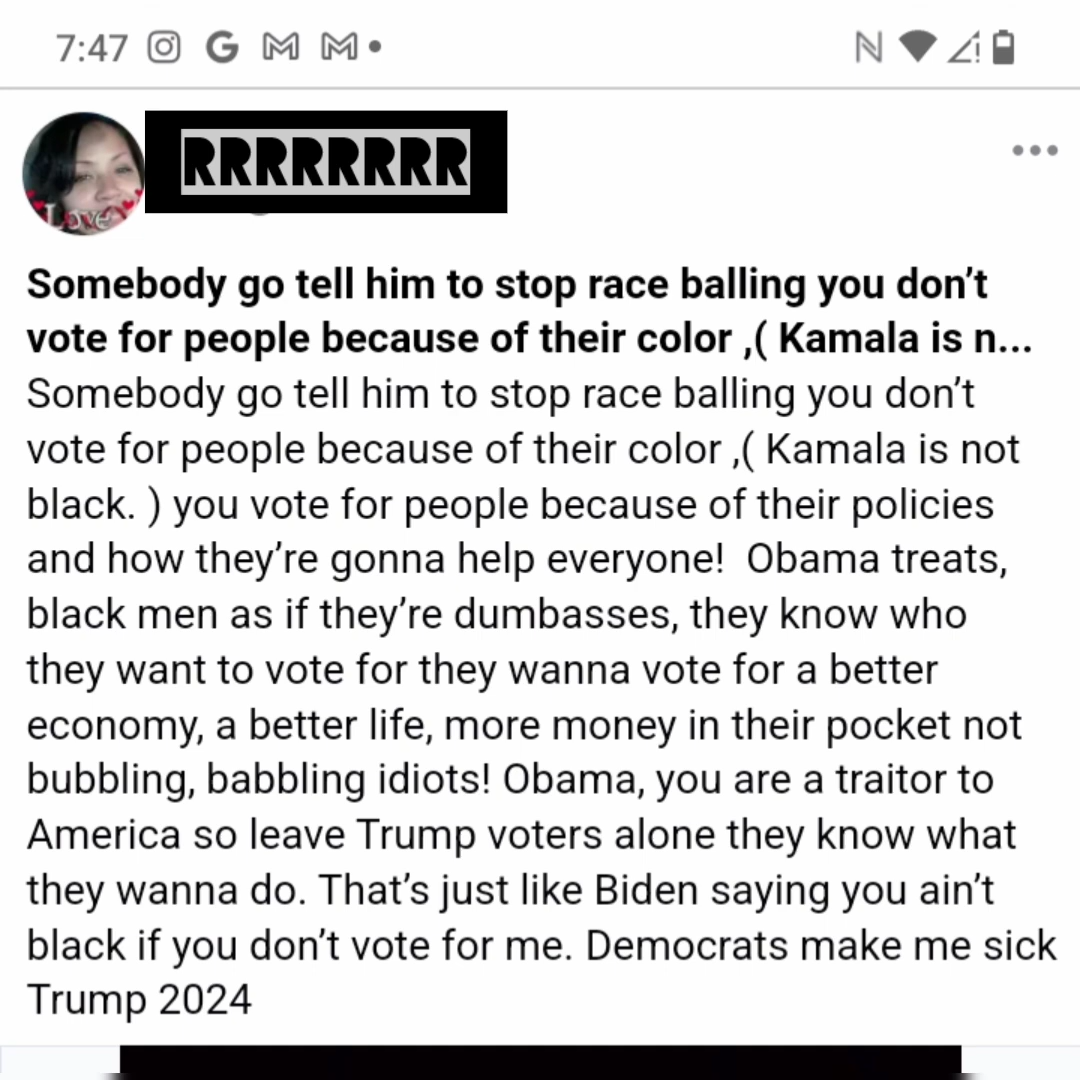 7:47
RRRRRRRR
Love
Somebody go tell him to stop race balling you don’t
vote for people because of their color ,( Kamala is n...
Somebody go tell him to stop race balling you don’t
vote for people because of their color ,( Kamala is not
black. ) you vote for people because of their policies
and how they’re gonna help everyone!  Obama treats,
black men as if they’re dumbasses, they know who
they want to vote for they wanna vote for a better
economy, a better life, more money in their pocket not
bubbling, babbling idiots! Obama, you are a traitor to
America so leave Trump voters alone they know what
they wanna do. That’s just like Biden saying you ain’t
black if you don’t vote for me. Democrats make me sick
Trump 2024